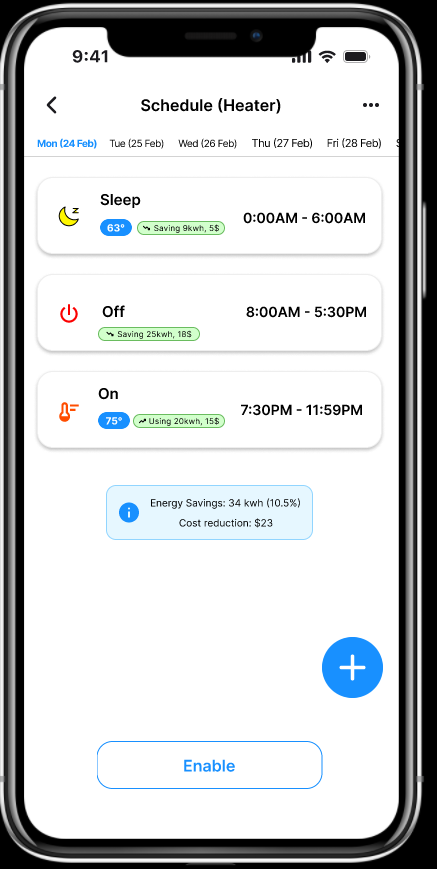 9:41
Schedule (Heater)
Mon (24 Feb) Tue (25 Feb) Wed (26 Feb) Thu (27 Feb) Fri (28 Feb) S
Sleep
63° Saving 9kwh, 5$
0:00AM - 6:00AM
Off
Saving 25kwh, 18$
8:00AM - 5:30PM
On
75° Using 20kwh, 15$
7:30PM - 11:59PM
Energy Savings: 34 kwh (10.5%)
Cost reduction: $23
Enable